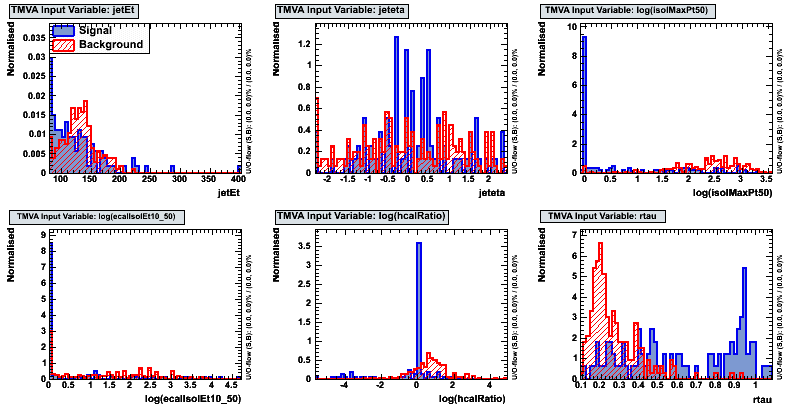 TMVA Input Variable: jetEt
Normalised
0.035
0.03
0.025
0.02
0.015
0.01
0.005
0
Signal
Background
100 150 200 250 300 350 400
jetEt
U/O-flow (S,B): (0.0, 0.0)% / (0.0, 0.0)%
TMVA Input Variable: jeteta
Normalised
1.2
1
0.8
0.6
0.4
0.2
0
-2 -1.5 -1 -0.5 0 0.5 1 1.5 2
jeteta
U/O-flow (S,B): (0.0, 0.0)% / (0.0, 0.0)%
TMVA Input Variable: log(isolMaxPt50)
Normalised
10
8
6
4
2
0
0 0.5 1 1.5 2 2.5 3 3.5
log(isolMaxPt50)
U/O-flow (S,B): (0.0, 0.0)% / (0.0, 0.0)%
TMVA Input Variable: log(ecalIsolEt10_50)
Normalised
9
8
7
6
5
4
3
2
1
0
0 0.5 1 1.5 2 2.5 3 3.5 4 4.5
log(ecalIsolEt10_50)
U/O-flow (S,B): (0.0, 0.0)% / (0.0, 0.0)%
TMVA Input Variable: log(hcalRatio)
Normalised
3.5
3
2.5
2
1.5
1
0.5
0
-4 -2 0 2 4
log(hcalRatio)
U/O-flow (S,B): (0.0, 0.0)% / (0.0, 0.0)%
TMVA Input Variable: rtau
Normalised
7
6
5
4
3
2
1
0
0.1 0.2 0.3 0.4 0.5 0.6 0.7 0.8 0.9
rtau
U/O-flow (S,B): (0.0, 0.0)% / (0.0, 0.0)%